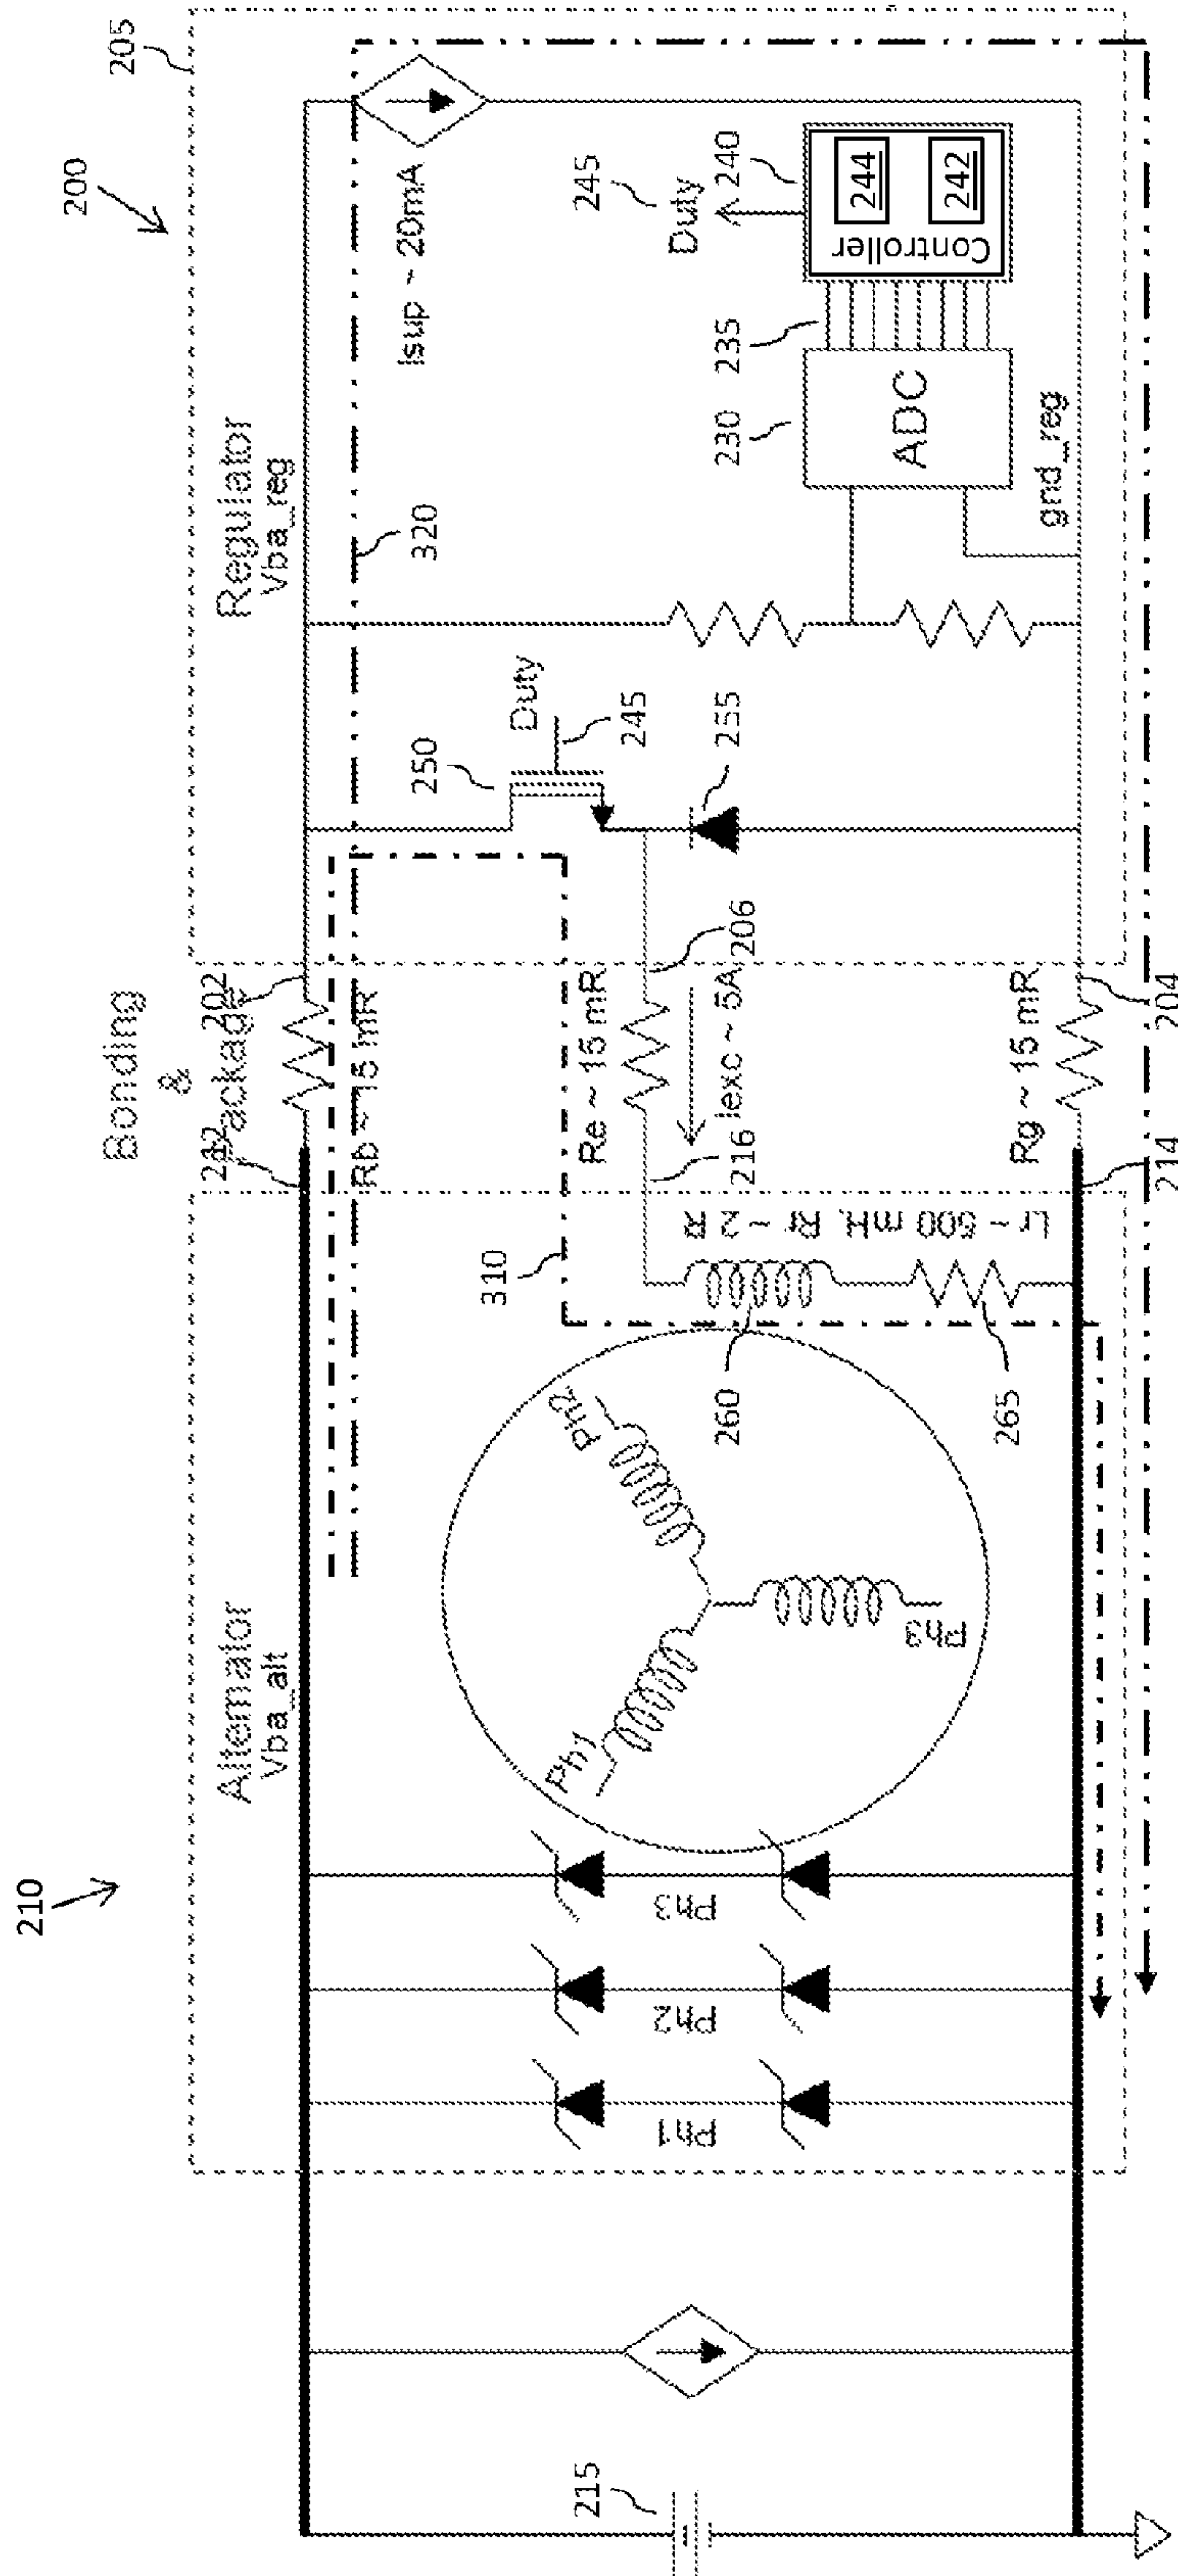 200
205
210
Bonding
&
Package
Alternator
Vba_alt
Regulator
Vba_reg
212
202
Rb ~ 15 mR
320
Isup ~ 20mA
250
Duty
245
Duty
245
240
310
Re ~ 15 mR
206
255
216
Iexc ~ 5A
Ph1
Ph2
Ph3
215
Ph1
Ph2
Ph3
260
265
Lr ~ 500 mH, Rr ~ 2 R
230
235
ADC
Controller
244
242
gnd_reg
Rg ~ 15 mR
214
204